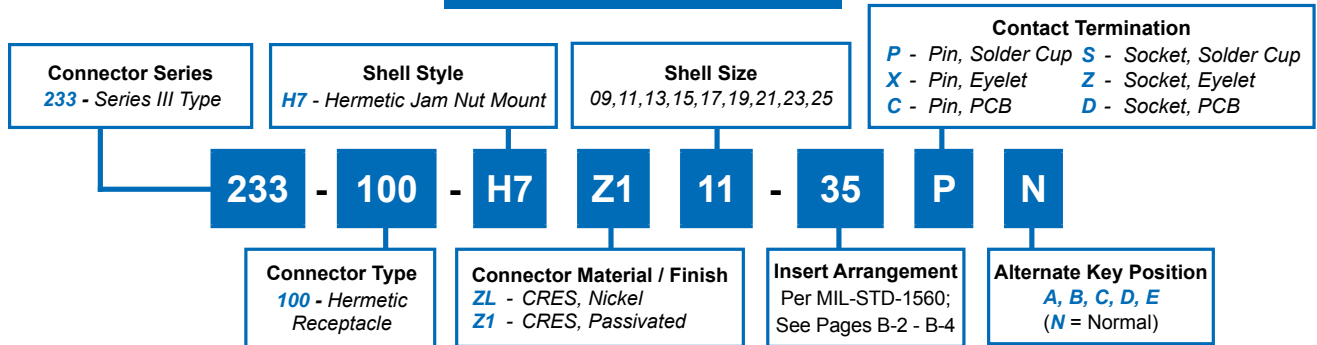 Connector Series
233 - Series III Type
Shell Style
H7 - Hermetic Jam Nut Mount
Shell Size
09,11,13,15,17,19,21,23,25
Contact Termination
P - Pin, Solder Cup S - Socket, Solder Cup
X - Pin, Eyelet Z - Socket, Eyelet
C - Pin, PCB D - Socket, PCB
233 - 100 - H7 Z1 11 - 35 P N
Connector Type
100 - Hermetic
Receptacle
Connector Material / Finish
ZL - CRES, Nickel
Z1 - CRES, Passivated
Insert Arrangement
Per MIL-STD-1560;
See Pages B-2 - B-4
Alternate Key Position
A, B, C, D, E
(N = Normal)